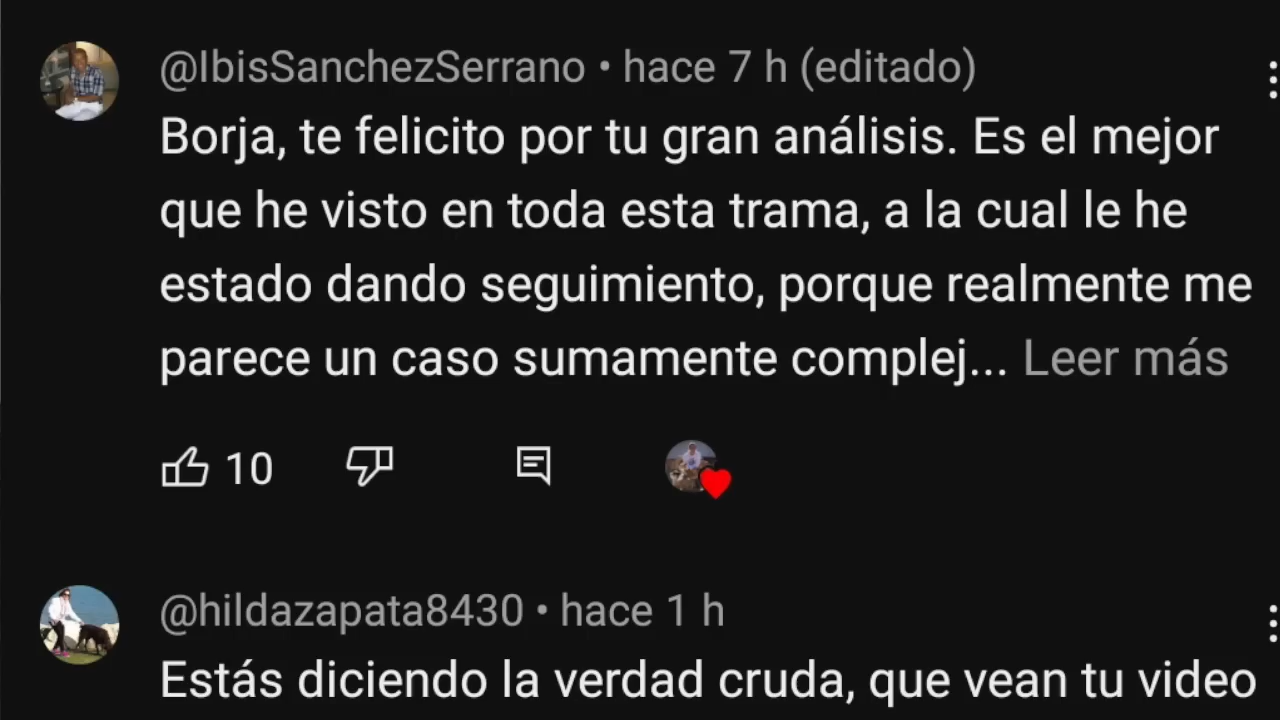 @IbisSanchezSerrano • hace 7 h (editado)
Borja, te felicito por tu gran análisis. Es el mejor
que he visto en toda esta trama, a la cual le he
estado dando seguimiento, porque realmente me
parece un caso sumamente complej... Leer más
10
@hildazapata8430 • hace 1 h
Estás diciendo la verdad cruda, que vean tu video